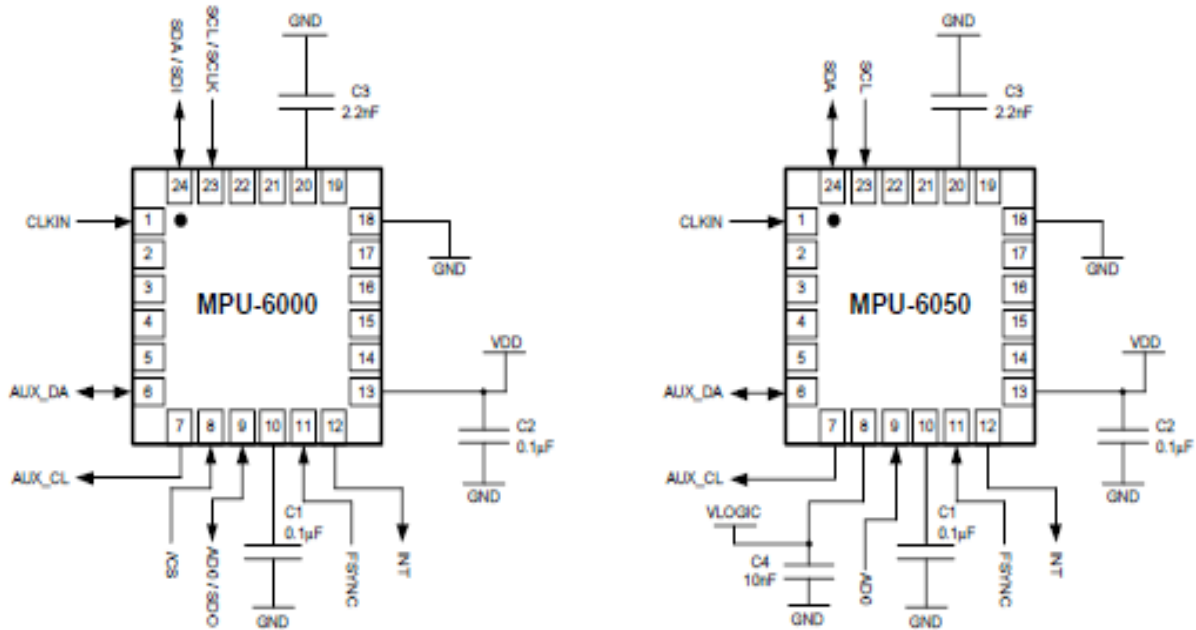 GND
SDA / SDI
SCL / SCLK
C3
2.2nF
24
23
22
21
20
19
CLKIN
1
2
3
4
5
6
18
17
16
15
14
13
MPU-6000
GND
VDD
AUX_DA
C2
0.1µF
GND
7
8
9
10
11
12
AUX_CL
/CS
AD0 / SDO
C1
0.1µF
FSYNC
INT
GND
GND
SDA
SCL
C3
2.2nF
24
23
22
21
20
19
CLKIN
1
2
3
4
5
6
18
17
16
15
14
13
MPU-6050
GND
VDD
AUX_DA
C2
0.1µF
GND
7
8
9
10
11
12
AUX_CL
VLOGIC
C4
10nF
GND
AD0
C1
0.1µF
FSYNC
INT
GND